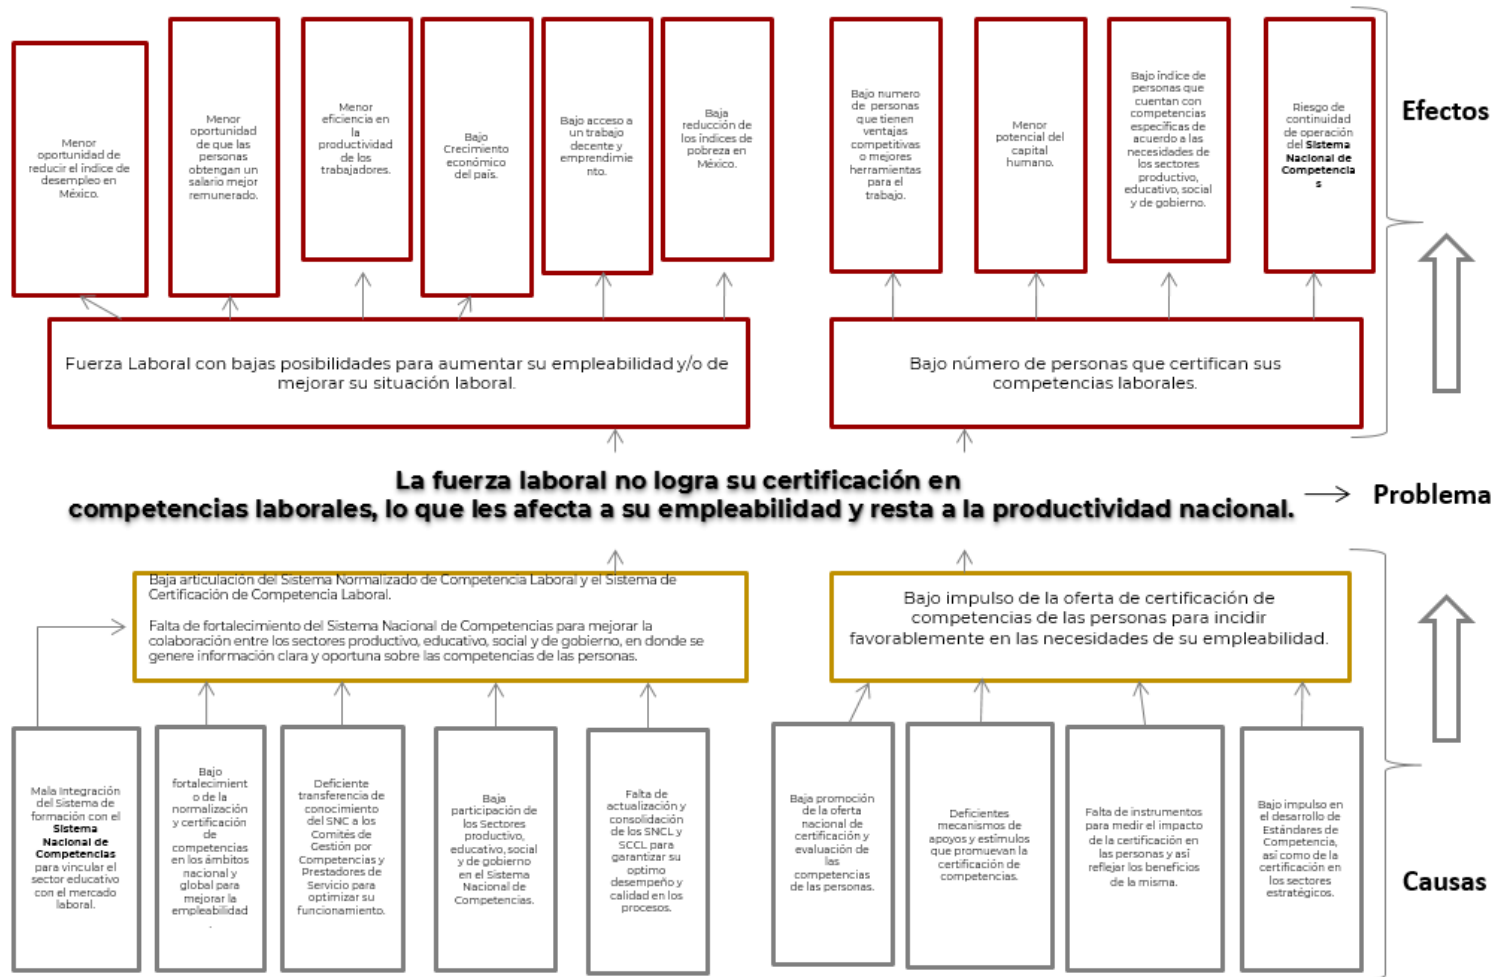 Menor
oportunidad de
reducir el índice de
desempleo en
México.
Menor
oportunidad
de que las
personas
obtengan un
salario mejor
remunerado.
Menor
eficiencia en
la
productividad
de los
trabajadores.
Bajo
Crecimiento
económico
del país.
Bajo acceso a
un trabajo
decente y
emprendimie
nto.
Baja
reducción de
los índices de
pobreza en
México.
Bajo numero
de personas
que tienen
ventajas
competitivas
o mejores
herramientas
para el
trabajo.
Menor
potencial del
capital
humano.
Bajo índice de
personas que
cuentan con
competencias
específicas de
acuerdo a las
necesidades de
los sectores
productivo,
educativo, social
y de gobierno.
Riesgo de
continuidad
de operación
del Sistema
Nacional de
Competencia
s
Efectos
Fuerza Laboral con bajas posibilidades para aumentar su empleabilidad y/o de
mejorar su situación laboral.
Bajo número de personas que certifican sus
competencias laborales.
La fuerza laboral no logra su certificación en
competencias laborales, lo que les afecta a su empleabilidad y resta a la productividad nacional.
Problema
Baja articulación del Sistema Normalizado de Competencia Laboral y el Sistema de
Certificación de Competencia Laboral.
Falta de fortalecimiento del Sistema Nacional de Competencias para mejorar la
colaboración entre los sectores productivo, educativo, social y de gobierno, en donde se
genere información clara y oportuna sobre las competencias de las personas.
Bajo impulso de la oferta de certificación de
competencias de las personas para incidir
favorablemente en las necesidades de su empleabilidad.
Mala Integración
del Sistema de
formación con el
Sistema
Nacional de
Competencias
para vincular el
sector educativo
con el mercado
laboral.
Bajo
fortalecimient
o de la
normalización
y certificación
de
competencias
en los ámbitos
nacional y
global para
mejorar la
empleabilidad
.
Deficiente
transferencia de
conocimiento
del SNC a los
Comités de
Gestión por
Competencias y
Prestadores de
Servicio para
optimizar su
funcionamiento.
Baja
participación de
los Sectores
productivo,
educativo, social
y de gobierno
en el Sistema
Nacional de
Competencias.
Falta de
actualización y
consolidación
de los SNCL y
SCCL para
garantizar su
optimo
desempeño y
calidad en los
procesos.
Baja promoción
de la oferta
nacional de
certificación y
evaluación de
las
competencias
de las personas.
Deficientes
mecanismos de
apoyos y estímulos
que promuevan la
certificación de
competencias.
Falta de instrumentos
para medir el impacto
de la certificación en
las personas y así
reflejar los beneficios
de la misma.
Bajo impulso en
el desarrollo de
Estándares de
Competencia,
así como de la
certificación en
los sectores
estratégicos.
Causas